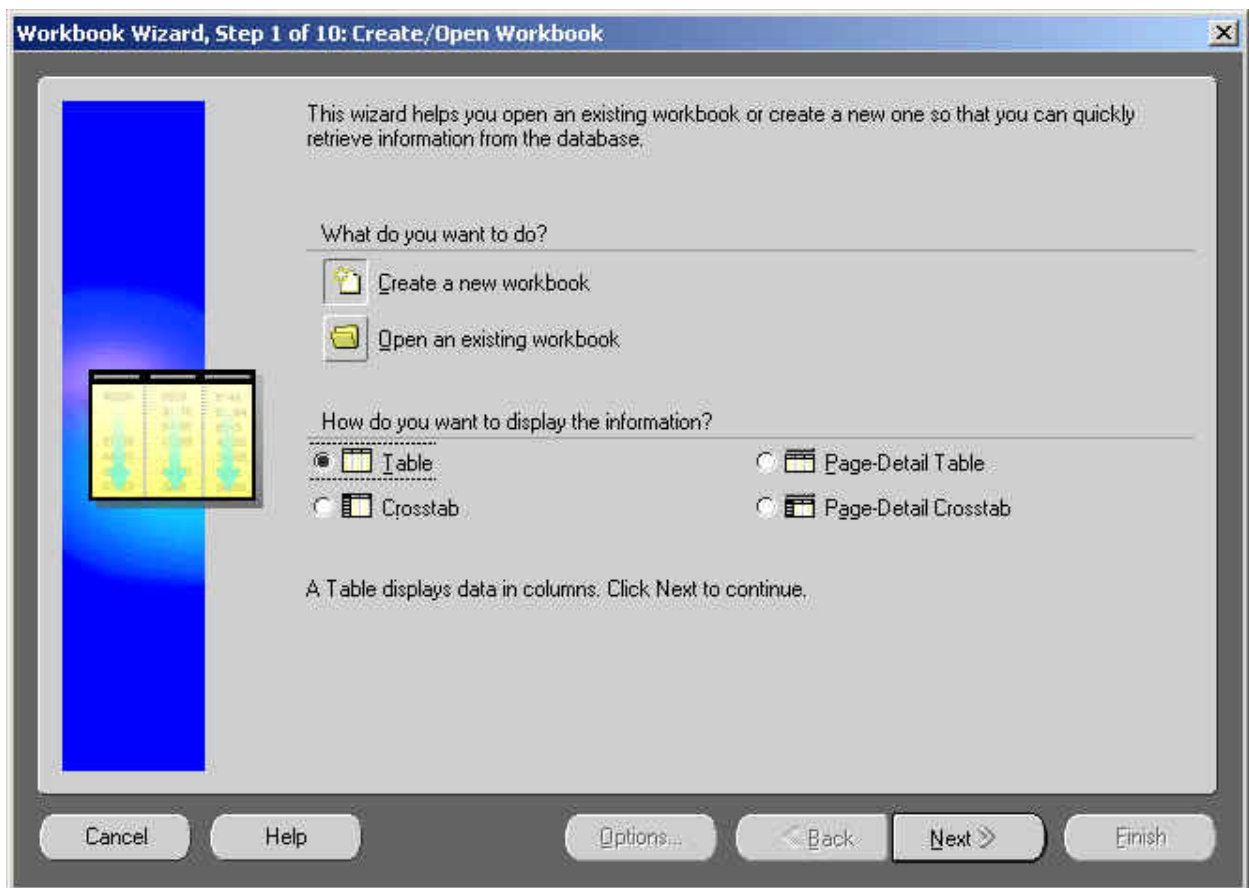 Workbook Wizard, Step 1 of 10: Create/Open Workbook
This wizard helps you open an existing workbook or create a new one so that you can quickly
retrieve information from the database.
What do you want to do?
Create a new workbook
Open an existing workbook
How do you want to display the information?
Table
Page-Detail Table
Crosstab
Page-Detail Crosstab
A Table displays data in columns. Click Next to continue.
Cancel
Help
Options...
Back
Next
Finish